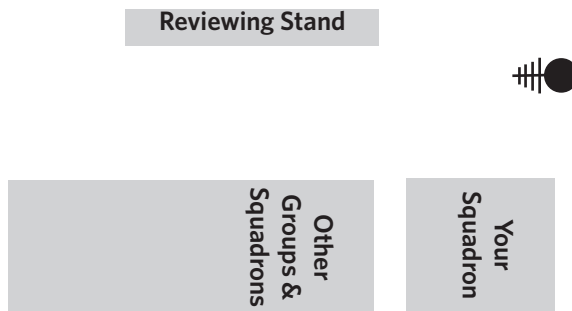 Reviewing Stand
Other
Groups &
Squadrons
Your
Squadron